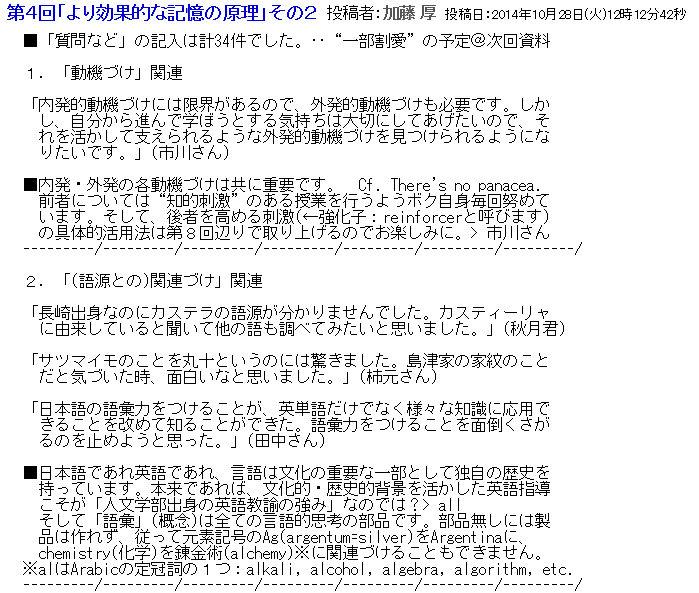 第4回「より効果的な記憶の原理」その2 投稿者：加藤 厚 投稿日：2014年10月28日(火)12時12分42秒
■「質問など」の記入は計34件でした。‥“一部割愛”の予定＠次回資料
１．「動機づけ」関連
「内発的動機づけには限界があるので、外発的動機づけも必要です。しか
し、自分から進んで学ぼうとする気持ちは大切にしてあげたいので、そ
れを活かして支えられるような外発的動機づけを見つけられるようにな
りたいです。」(市川さん)
■内発・外発の各動機づけは共に重要です。　Cf. There's no panacea.
前者については“知的刺激”のある授業を行うようボク自身毎回努めて
います。そして、後者を高める刺激(←強化子：reinforcerと呼びます)
の具体的活用法は第８回辺りで取り上げるのでお楽しみに。> 市川さん
---------/---------/---------/---------/---------/---------/---------/
２．「(語源との)関連づけ」関連
「長崎出身なのにカステラの語源が分かりませんでした。カスティーリャ
に由来していると聞いて他の語も調べてみたいと思いました。」(秋月君)
「サツマイモのことを丸十というのには驚きました。島津家の家紋のこと
だと気づいた時、面白いなと思いました。」(柿元さん)
「日本語の語彙力をつけることが、英単語だけでなく様々な知識に応用で
きることを改めて知ることができた。語彙力をつけることを面倒くさが
るのを止めようと思った。」(田中さん)
■日本語であれ英語であれ、言語は文化の重要な一部として独自の歴史を
持っています。本来であれば、文化的・歴史的背景を活かした英語指導
こそが「人文学部出身の英語教諭の強み」なのでは？> all
そして「語彙」(概念)は全ての言語的思考の部品です。部品無しには製
品は作れず、従って元素記号のAg(argentum=silver)をArgentinaに、
chemistry(化学)を錬金術(alchemy)※に関連づけることもできません。
※alはArabicの定冠詞の１つ：alkali, alcohol, algebra, algorithm, etc.
---------/---------/---------/---------/---------/---------/---------/